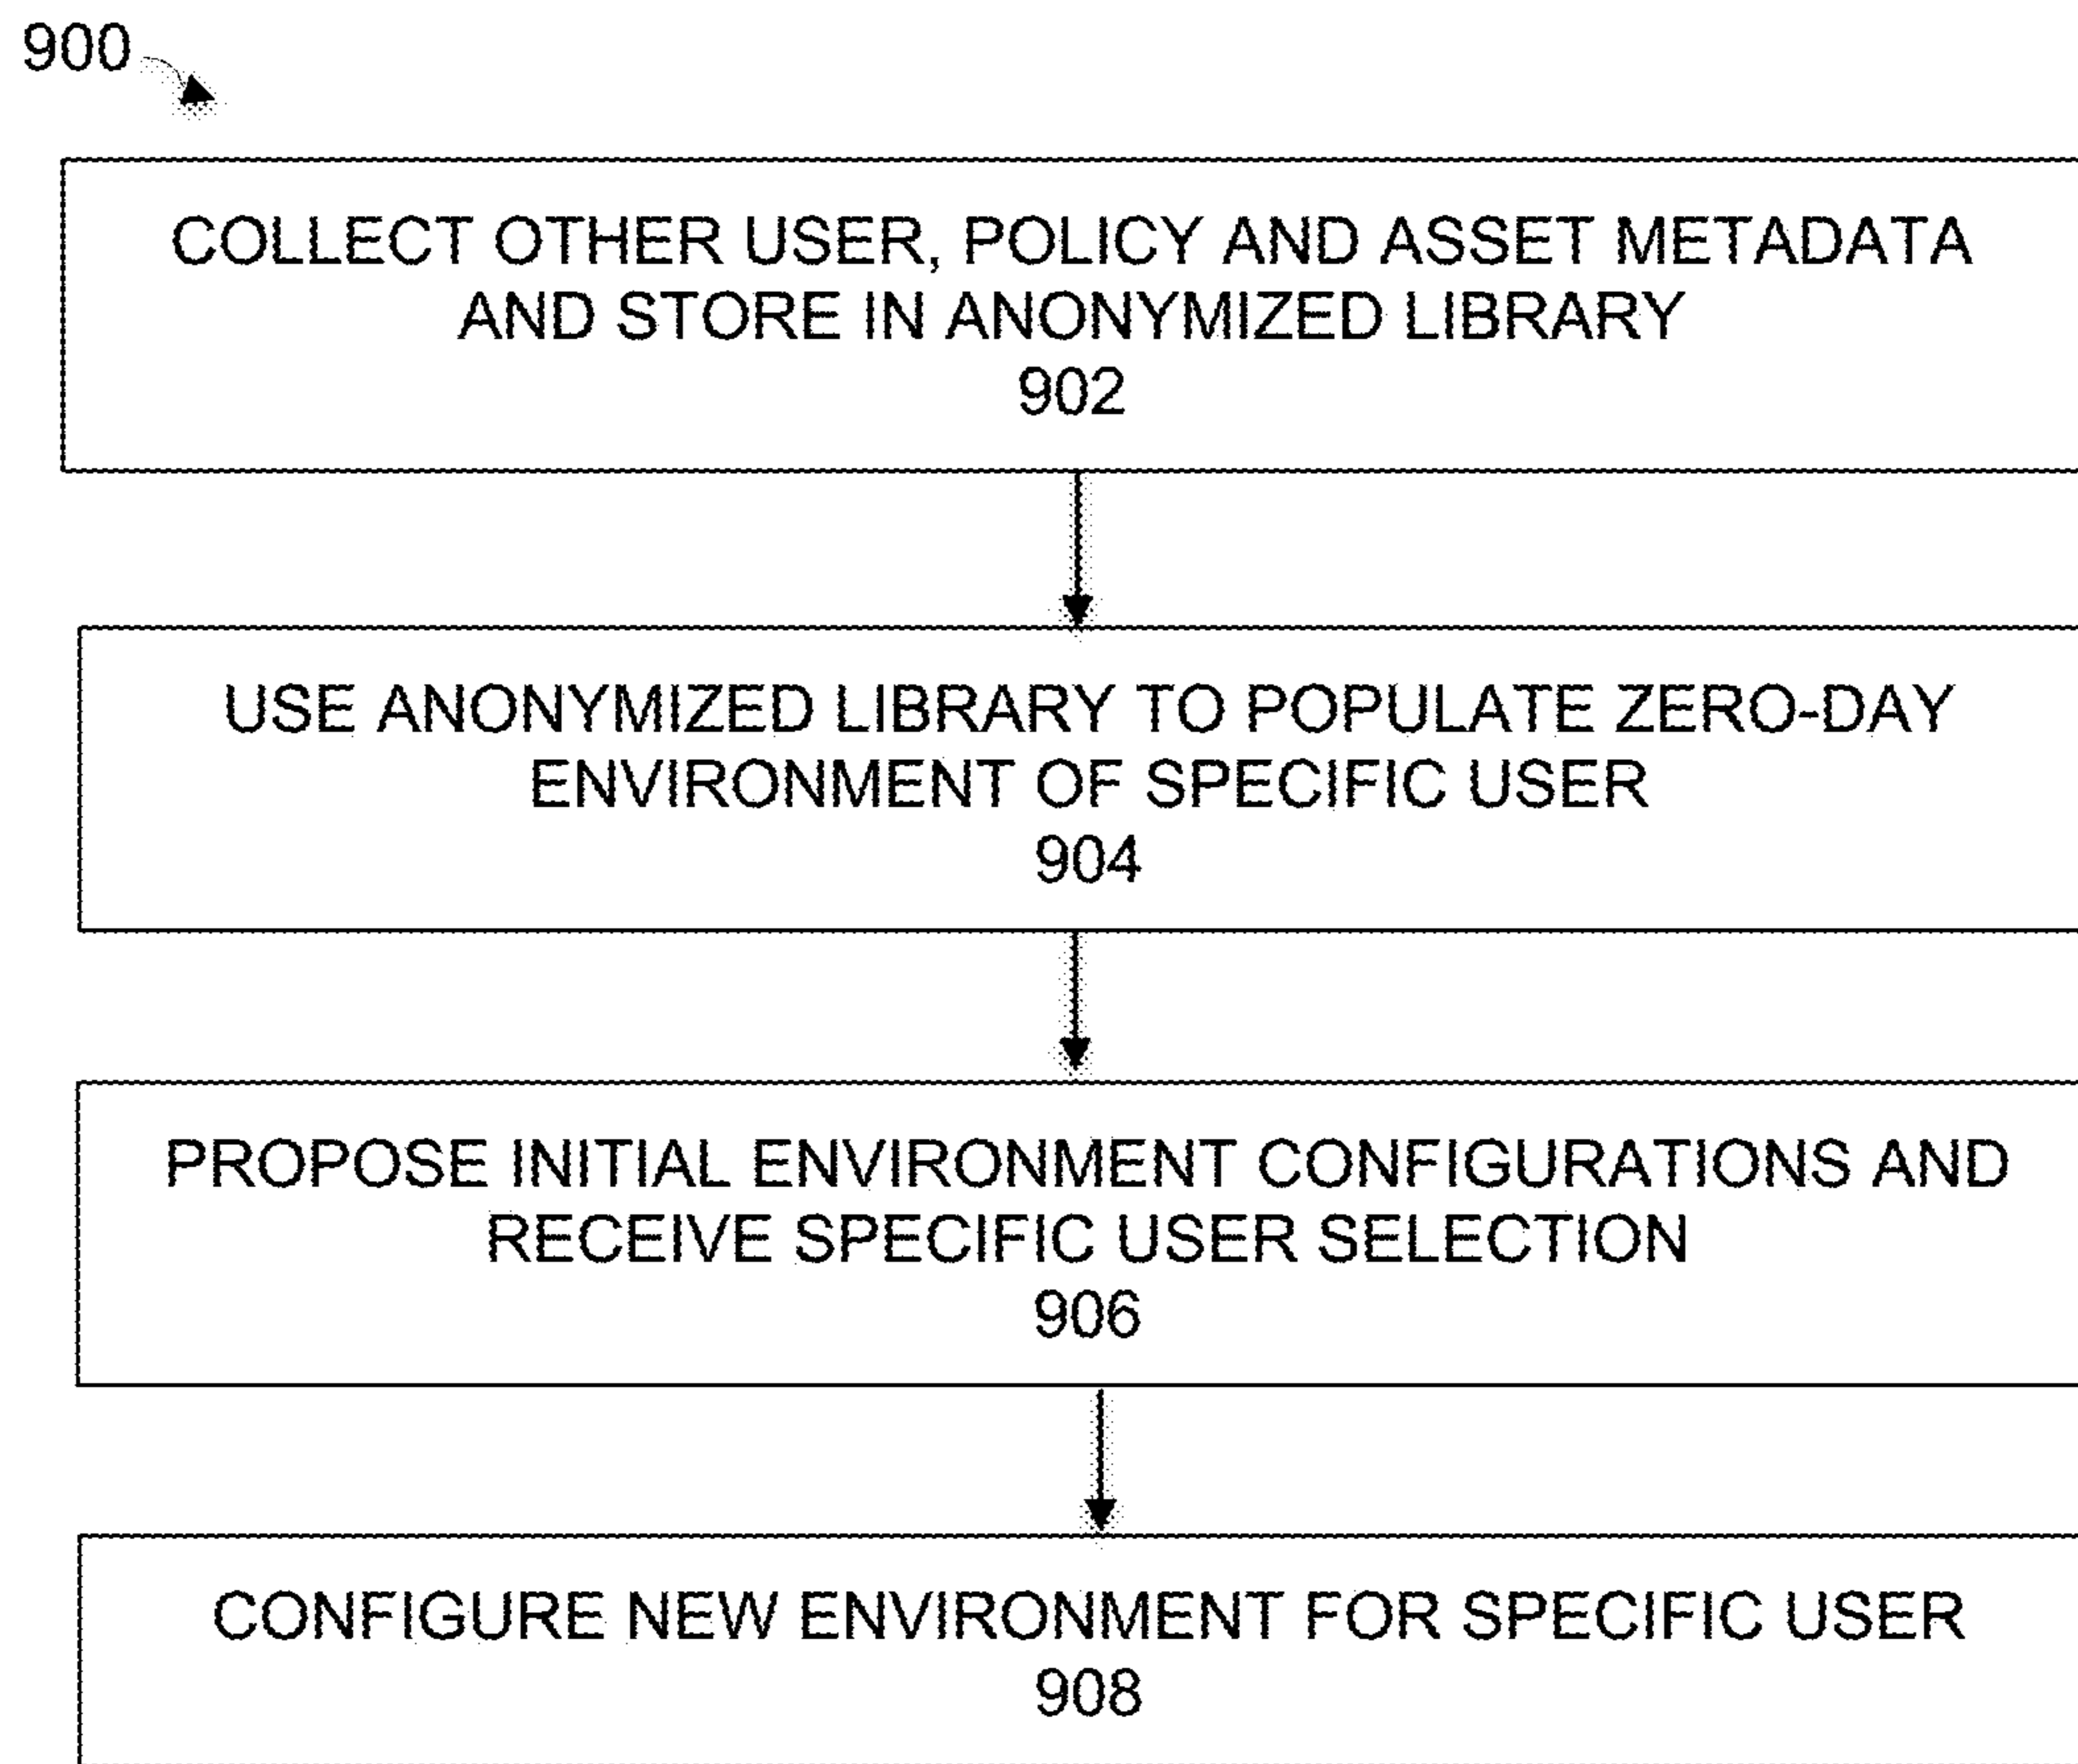 900
COLLECT OTHER USER, POLICY AND ASSET METADATA
AND STORE IN ANONYMIZED LIBRARY
902
USE ANONYMIZED LIBRARY TO POPULATE ZERO-DAY
ENVIRONMENT OF SPECIFIC USER
904
PROPOSE INITIAL ENVIRONMENT CONFIGURATIONS AND
RECEIVE SPECIFIC USER SELECTION
906
CONFIGURE NEW ENVIRONMENT FOR SPECIFIC USER
908